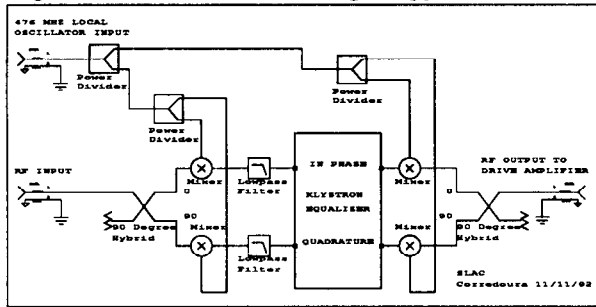 476 MHZ LOCAL
OSCILLATOR INPUT
Power
Divider
Power
Divider
Power
Divider
RF INPUT
Mixer
0
Lowpass
Filter
IN PHASE
KLYSTRON
EQUALIZER
QUADRATURE
Mixer
0
RF OUTPUT TO
DRIVE AMPLIFIER
90
90 Degree
Hybrid
Mixer
Lowpass
Filter
Mixer
90
90 Degree
Hybrid
SLAC
Corredoura 11/11/92